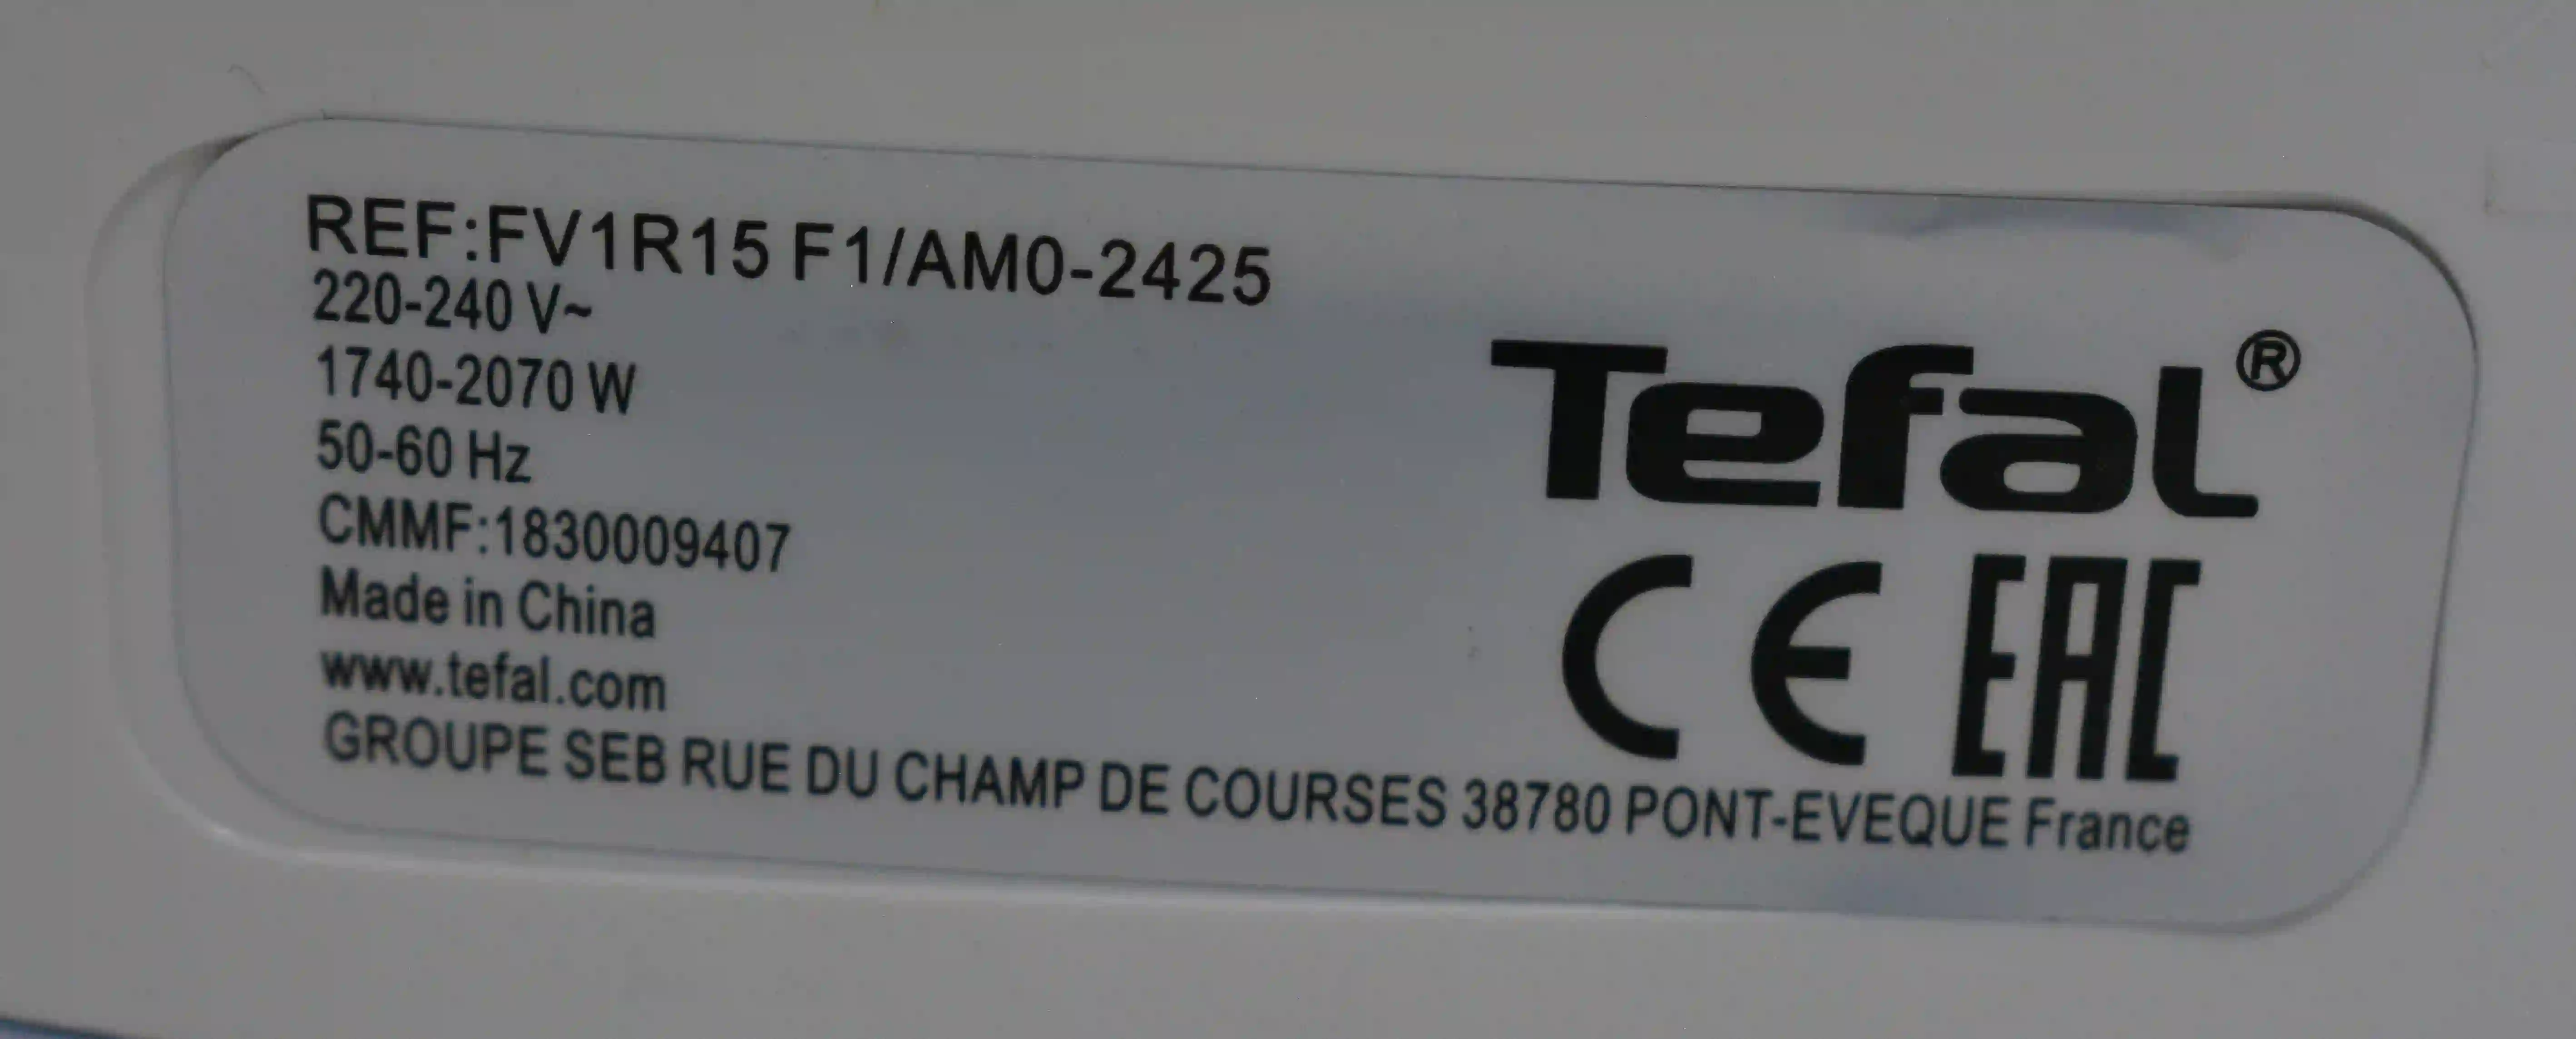 REF:FV1R15 F1/AM0-2425
220-240 V~
1740-2070 W
50-60 Hz
CMMF:1830009407
Made in China
www.tefal.com
GROUPE SEB RUE DU CHAMP DE COURSES 38780 PONT-EVEQUE France
Tefal®
CE EAC